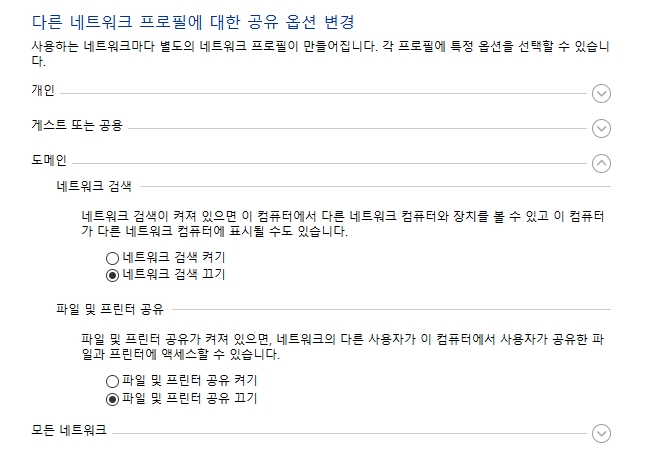 다른 네트워크 프로필에 대한 공유 옵션 변경
사용하는 네트워크마다 별도의 네트워크 프로필이 만들어집니다. 각 프로필에 특정 옵션을 선택할 수 있습니
다.
개인
게스트 또는 공용
도메인
네트워크 검색
네트워크 검색이 켜져 있으면 이 컴퓨터에서 다른 네트워크 컴퓨터와 장치를 볼 수 있고 이 컴퓨터
가 다른 네트워크 컴퓨터에 표시될 수도 있습니다.
네트워크 검색 켜기
네트워크 검색 끄기
파일 및 프린터 공유
파일 및 프린터 공유가 켜져 있으면, 네트워크의 다른 사용자가 이 컴퓨터에서 사용자가 공유한 파
일과 프린터에 액세스할 수 있습니다.
파일 및 프린터 공유 켜기
파일 및 프린터 공유 끄기
모든 네트워크